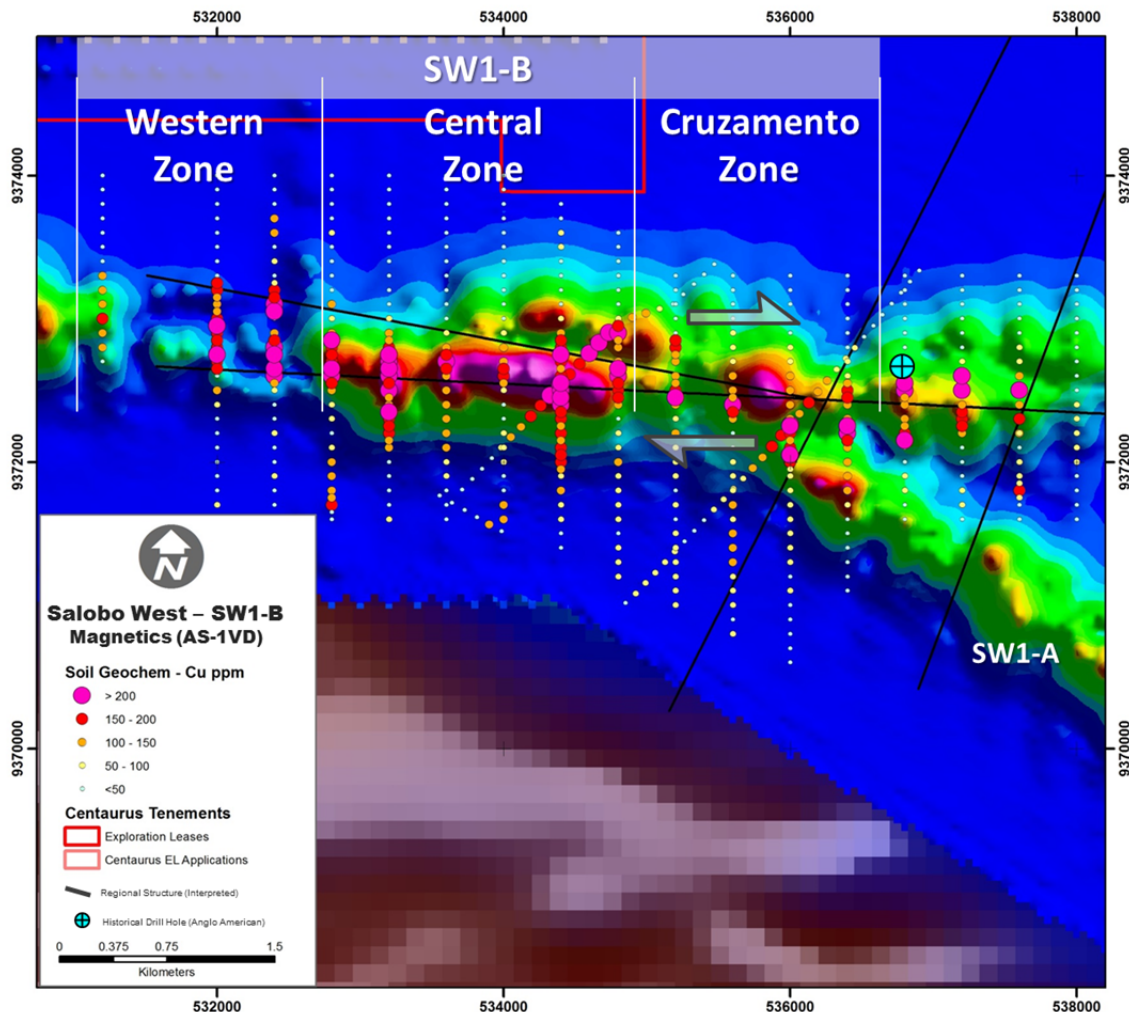 532000
534000
536000
538000
SW1-B
Western
Zone
Central
Zone
Cruzamento
Zone
9374000
9374000
9372000
9372000
9370000
9370000
SW1-A
N
Salobo West – SW1-B
Magnetics (AS-1VD)
Soil Geochem - Cu ppm
> 200
150 - 200
100 - 150
50 - 100
<50
Centaurus Tenements
Exploration Leases
Centaurus EL Applications
Regional Structure (Interpreted)
Historical Drill Hole (Anglo American)
0 0.375 0.75 1.5
Kilometers
532000
534000
536000
538000